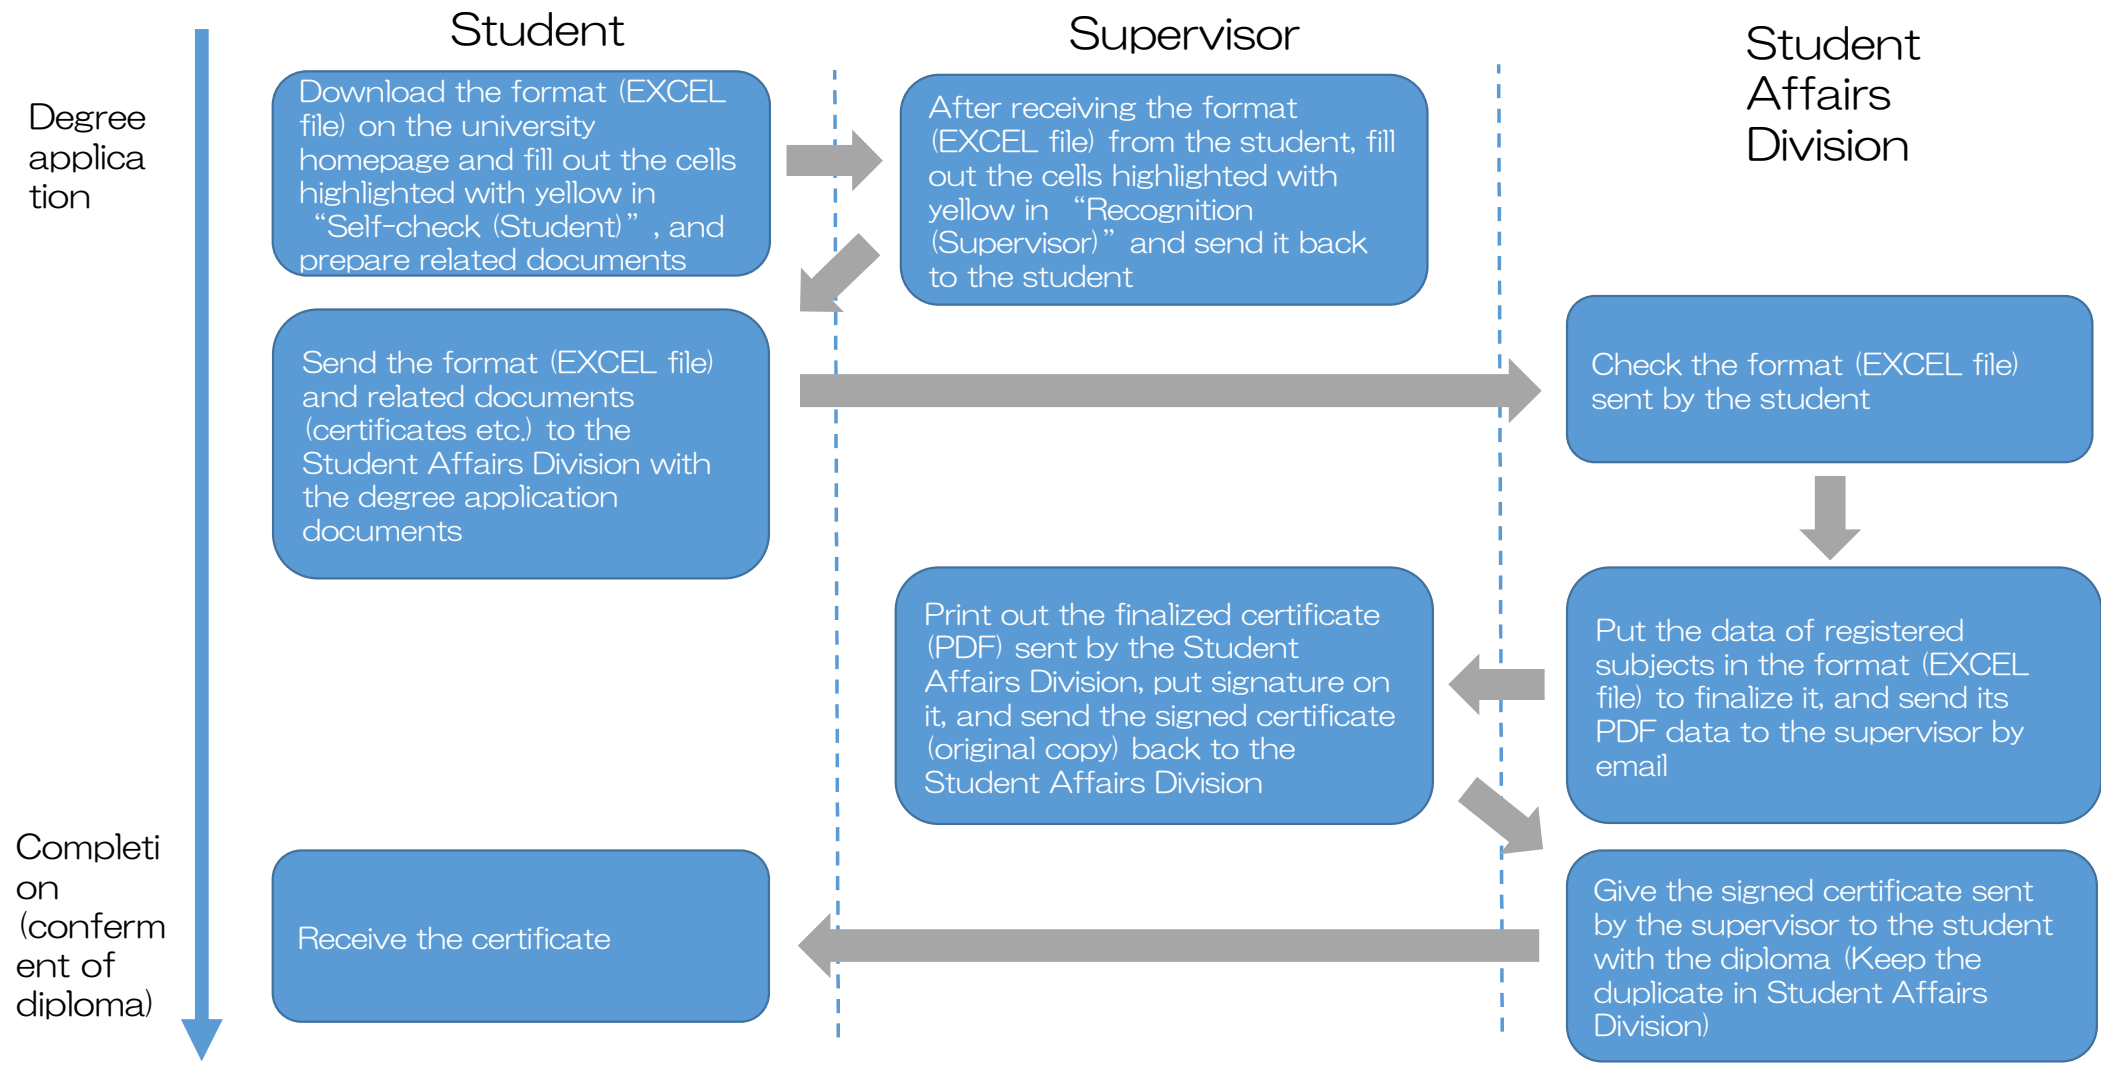 Student
Supervisor
Student
Affairs
Division
Degree
applica
tion
Download the format (EXCEL
file) on the university
homepage and fill out the cells
highlighted with yellow in
“Self-check (Student)”, and
prepare related documents
After receiving the format
(EXCEL file) from the student, fill
out the cells highlighted with
yellow in “Recognition
(Supervisor)” and send it back
to the student
Send the format (EXCEL file)
and related documents
(certificates etc.) to the
Student Affairs Division with
the degree application
documents
Check the format (EXCEL file)
sent by the student
Put the data of registered
subjects in the format (EXCEL
file) to finalize it, and send its
PDF data to the supervisor by
email
Print out the finalized certificate
(PDF) sent by the Student
Affairs Division, put signature on
it, and send the signed certificate
(original copy) back to the
Student Affairs Division
Completi
on
(conferm
ent of
diploma)
Receive the certificate
Give the signed certificate sent
by the supervisor to the student
with the diploma (Keep the
duplicate in Student Affairs
Division)